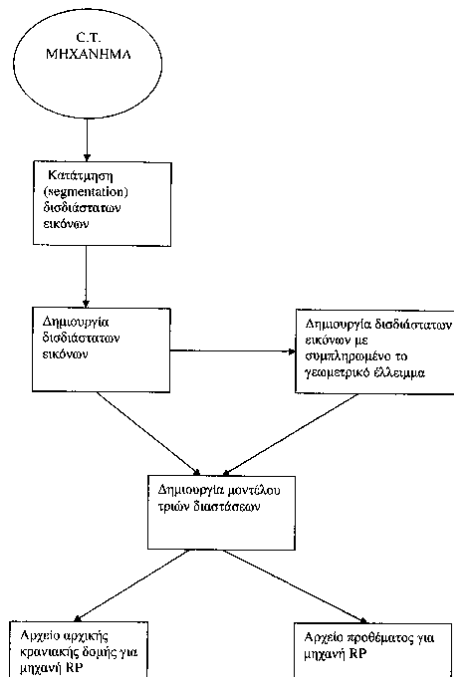 C.T.
ΜΗΧΑΝΗΜΑ
Κατάτμηση
(segmentation)
δισδιάστατων
εικόνων
Δημιουργία
δισδιάστατων
εικόνων
Δημιουργία δισδιάστατων
εικόνων με
συμπληρωμένο το
γεωμετρικό έλλειμμα
Δημιουργία μοντέλου
τριών διαστάσεων
Αρχείο αρχικής
κρανιακής δομής για
μηχανή RP
Αρχείο προθέματος για
μηχανή RP